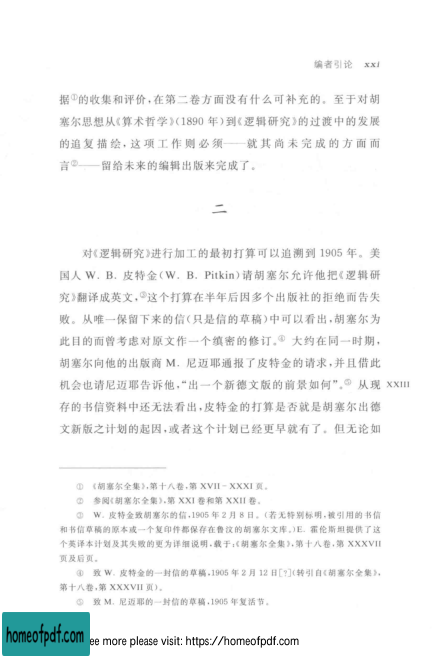 编者引论 xxi
据①的收集和评价,在第二卷方面没有什么可补充的。至于对胡
塞尔思想从《算术哲学》(1890 年)到《逻辑研究》的过渡中的发展
的追复描绘,这项工作则必须——就其尚未完成的方面而
言②——留给未来的编辑出版来完成了。
二
对《逻辑研究》进行加工的最初打算可以追溯到 1905 年。美
国人 W. B. 皮特金(W. B. Pitkin)请胡塞尔允许他把《逻辑研
究》翻译成英文,③这个打算在半年后因多个出版社的拒绝而告失
败。从唯一保留下来的信(只是信的草稿)中可以看出,胡塞尔为
此目的而曾考虑对原文作一个缜密的修订。④ 大约在同一时期,
胡塞尔向他的出版商 M. 尼迈耶通报了皮特金的请求,并且借此
机会也请尼迈耶告诉他,“出一个新德文版的前景如何”。⑤ 从现 XXIII
存的书信资料中还无法看出,皮特金的打算是否就是胡塞尔出德
文新版之计划的起因,或者这个计划已经更早就有了。但无论如
① 《胡塞尔全集》,第十八卷,第 XVII-XXXI 页。
② 参阅《胡塞尔全集》,第 XXI 卷和第 XXII 卷。
③ W. 皮特金致胡塞尔的信,1905 年 2 月 8 日。(若无特别标明,被引用的书信
和书信草稿的原本或一个复印件都保存在鲁汶的胡塞尔文库。)E. 霍伦斯坦提供了这
个英译本计划及其失败的更为详细说明,载于:《胡塞尔全集》,第十八卷,第 XXXVII
页及后页。
④ 致 W. 皮特金的一封信的草稿,1905 年 2 月 12 日[?](转引自《胡塞尔全集》,
第十八卷,第 XXXVII 页)。
⑤ 致 M. 尼迈耶的一封信的草稿,1905 年复活节。
homeofpdf.com
ee more please visit: https://homeofpdf.com